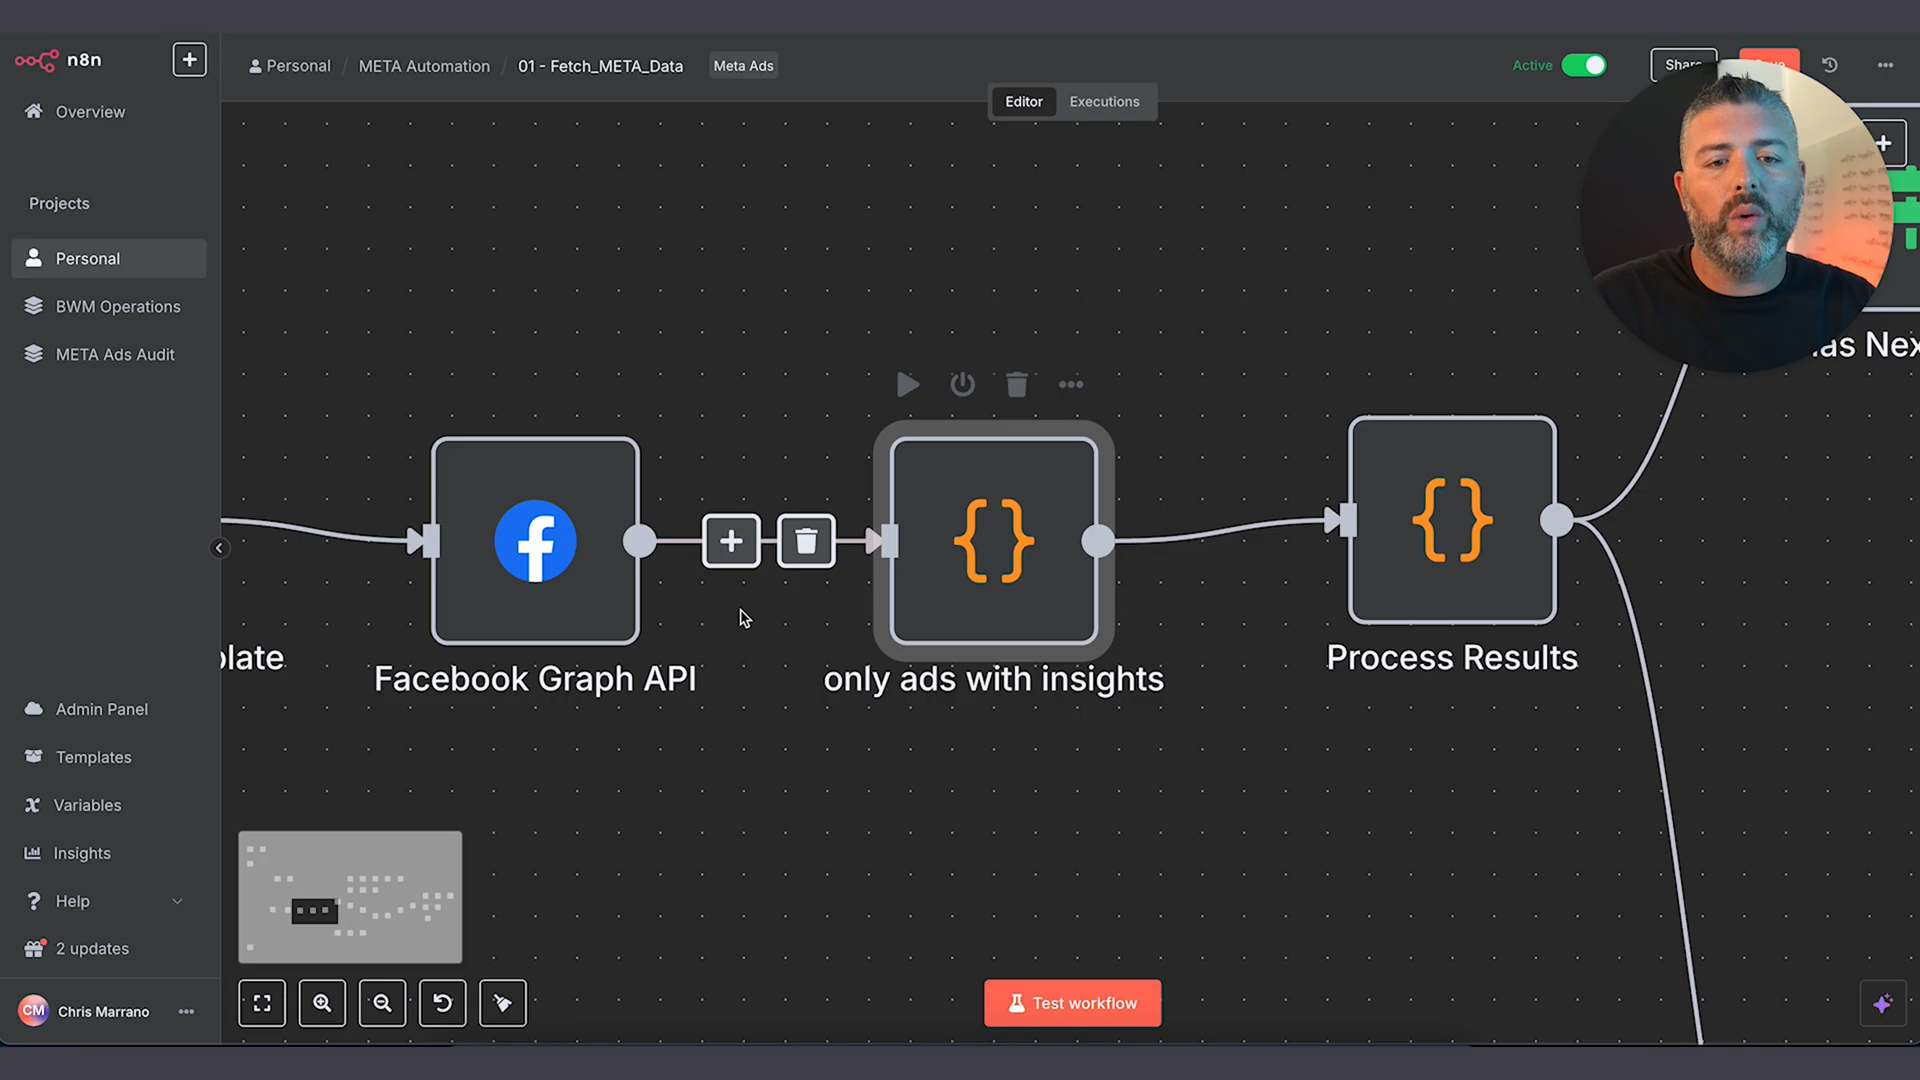 n8n
Personal / META Automation / 01 - Fetch_META_Data Meta Ads
Active
Share
Editor Executions
Overview
Projects
Personal
BWM Operations
META Ads Audit
Admin Panel
Templates
Variables
Insights
Help
2 updates
CM Chris Marrano
plate
Facebook Graph API
only ads with insights
Process Results
as Nex
Test workflow